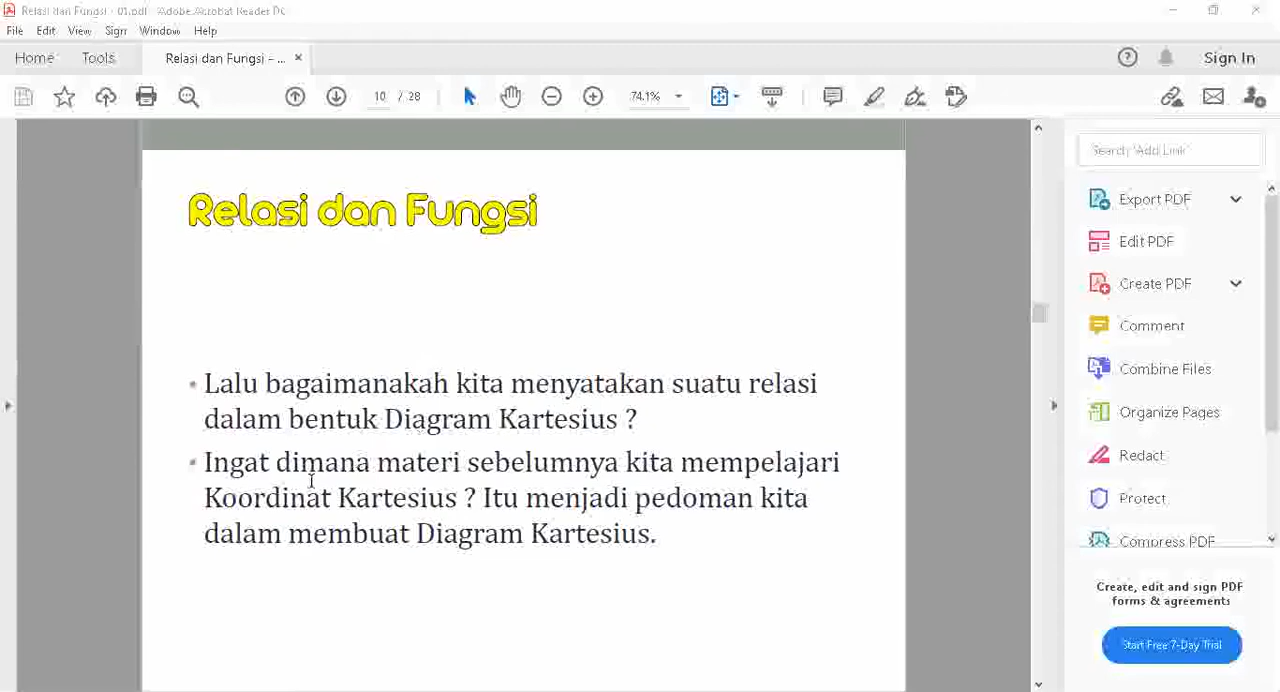 Relasi dan Fungsi - 01.pdf - Adobe Acrobat Reader DC
File Edit View Sign Window Help
Home Tools Relasi dan Fungsi – ... × Sign In
10 / 28 74.1%
Search 'Add Link'
Relasi dan Fungsi
• Lalu bagaimanakah kita menyatakan suatu relasi
dalam bentuk Diagram Kartesius ?
• Ingat dimana materi sebelumnya kita mempelajari
Koordinat Kartesius ? Itu menjadi pedoman kita
dalam membuat Diagram Kartesius.
Export PDF
Edit PDF
Create PDF
Comment
Combine Files
Organize Pages
Redact
Protect
Compress PDF
Create, edit and sign PDF
forms & agreements
Start Free 7-Day Trial